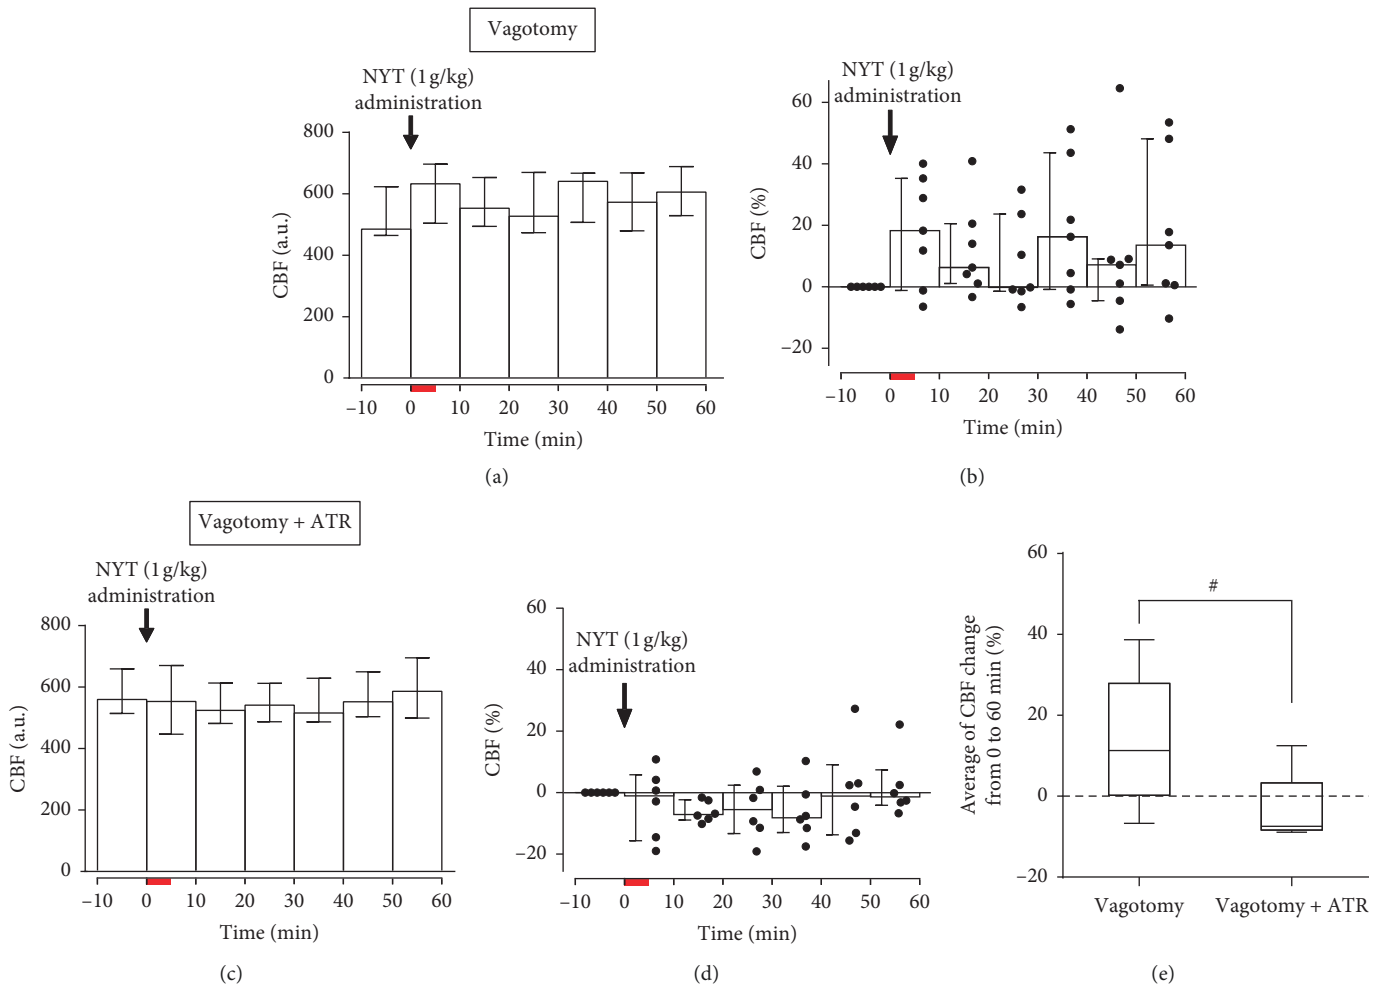 Vagotomy
NYT (1 g/kg)
administration
800
600
400
200
0
CBF (a.u.)
−10 0 10 20 30 40 50 60
Time (min)
(a)
NYT (1 g/kg)
administration
60
40
20
0
−20
CBF (%)
−10 0 10 20 30 40 50 60
Time (min)
(b)
Vagotomy + ATR
NYT (1 g/kg)
administration
800
600
400
200
0
CBF (a.u.)
−10 0 10 20 30 40 50 60
Time (min)
(c)
60
40
20
0
−20
NYT (1 g/kg)
administration
CBF (%)
−10 0 10 20 30 40 50 60
Time (min)
(d)
60
40
20
0
−20
#
Average of CBF change
from 0 to 60 min (%)
Vagotomy Vagotomy + ATR
(e)